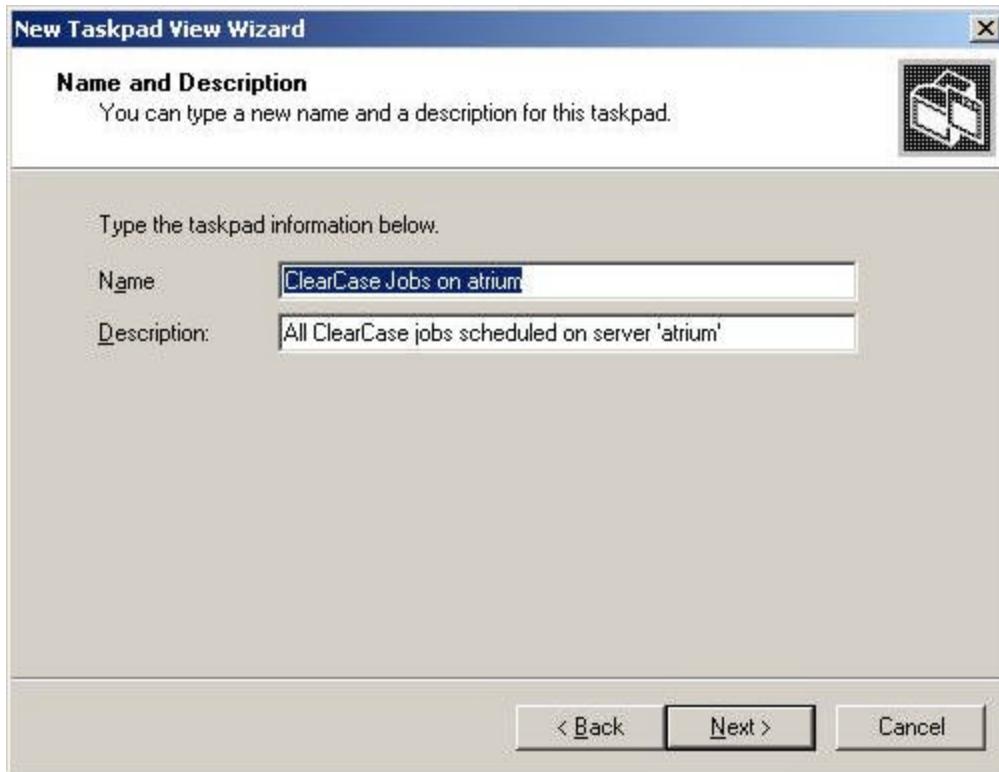 New Taskpad View Wizard
Name and Description
You can type a new name and a description for this taskpad.
Type the taskpad information below.
Name ClearCase Jobs on atrium
Description: All ClearCase jobs scheduled on server 'atrium'
< Back Next > Cancel